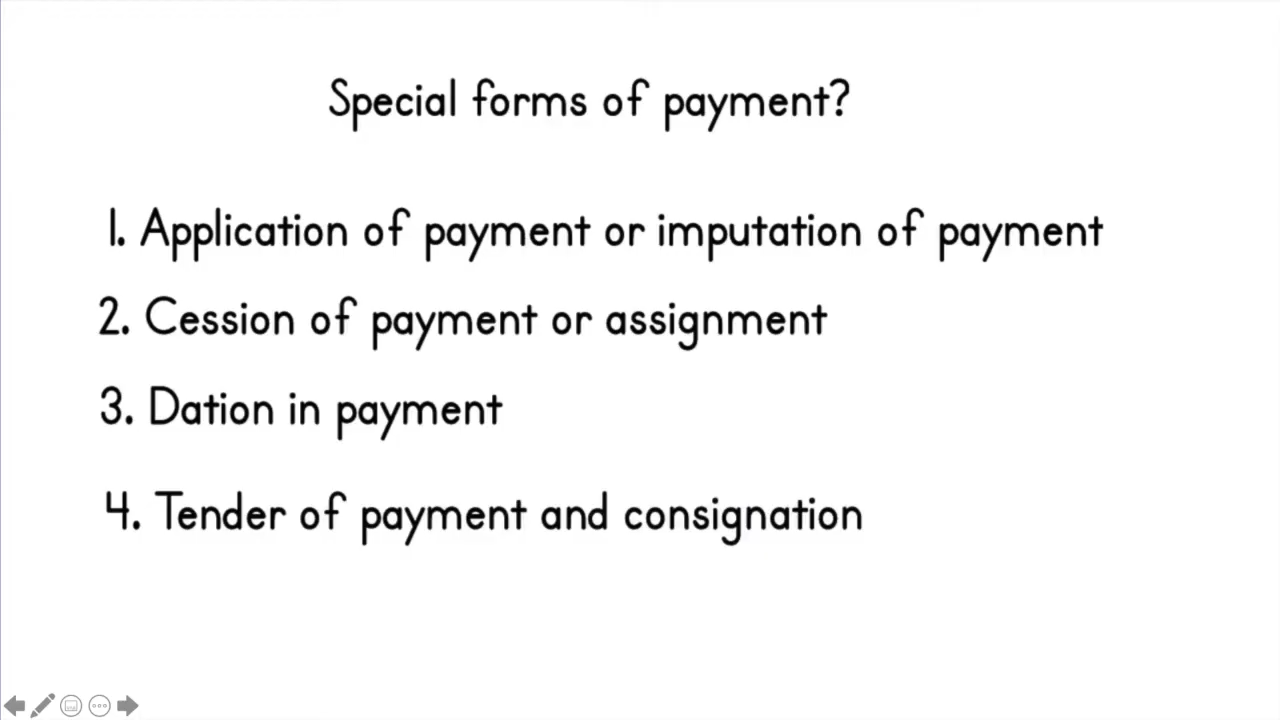 Special forms of payment?
1. Application of payment or imputation of payment
2. Cession of payment or assignment
3. Dation in payment
4. Tender of payment and consignation